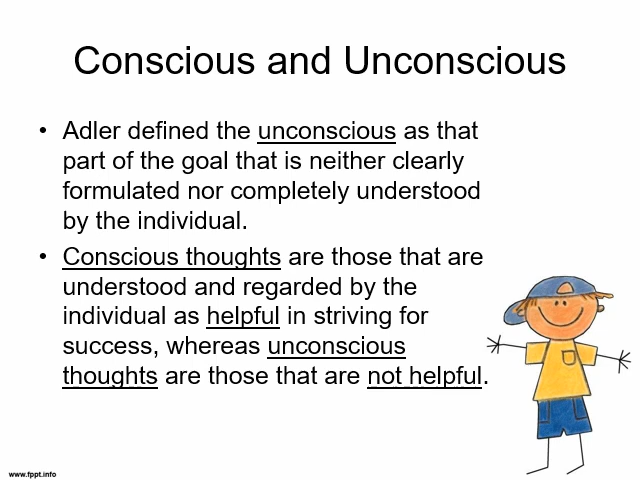 Conscious and Unconscious
• Adler defined the unconscious as that
part of the goal that is neither clearly
formulated nor completely understood
by the individual.
• Conscious thoughts are those that are
understood and regarded by the
individual as helpful in striving for
success, whereas unconscious
thoughts are those that are not helpful.
www.fppt.info